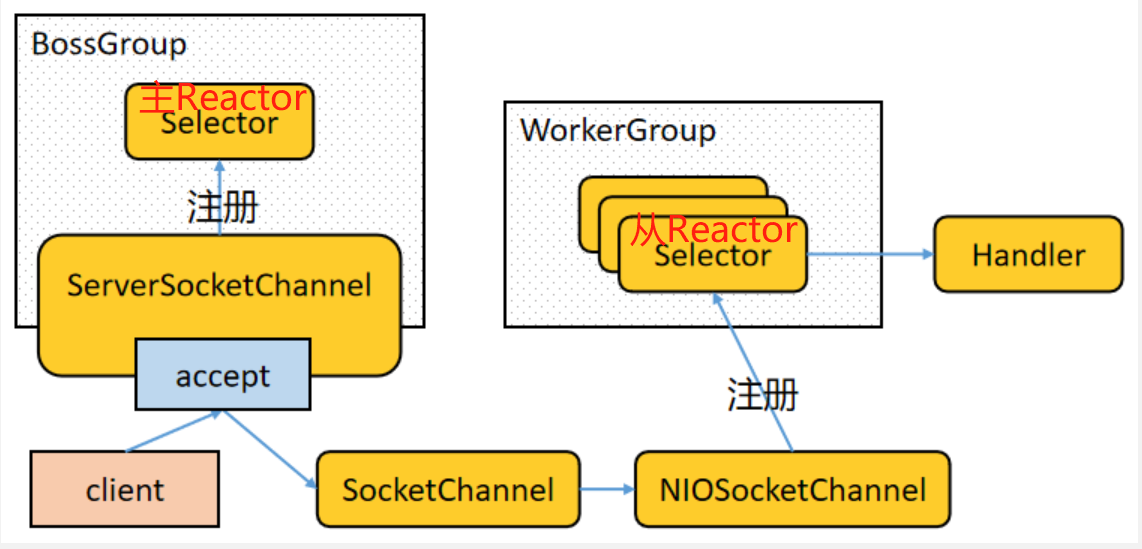 BossGroup
主Reactor
Selector
注册
ServerSocketChannel
accept
client
WorkerGroup
从Reactor
Selector
Handler
注册
SocketChannel
NIOSocketChannel